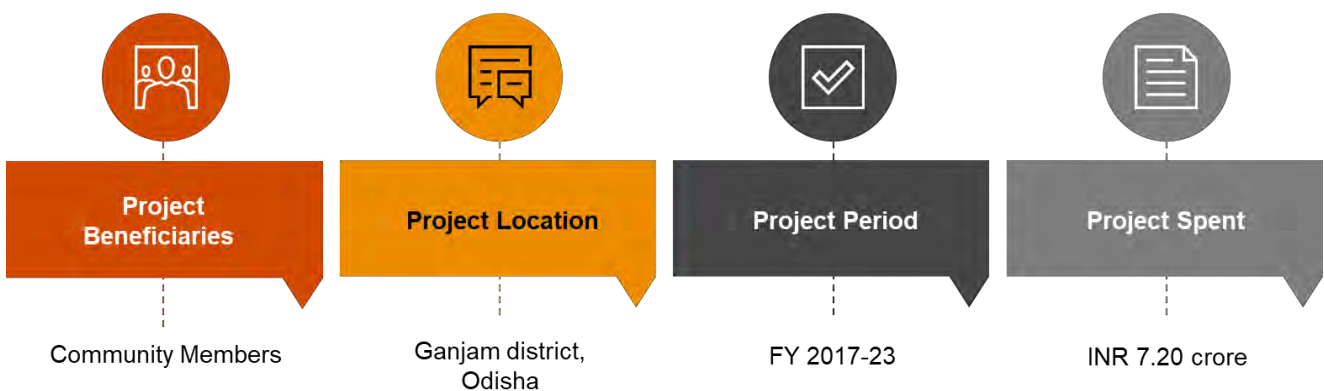 Project
Beneficiaries
Project Location
Project Period
Project Spent
Community Members
Ganjam district,
Odisha
FY 2017-23
INR 7.20 crore